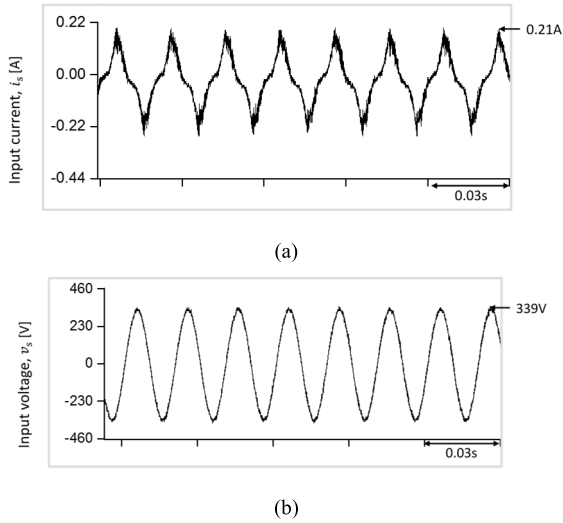 Input current, iₛ [A]
0.22
0.00
-0.22
-0.44
0.21A
0.03s
(a)
Input voltage, vₛ [V]
460
230
0
-230
-460
339V
0.03s
(b)